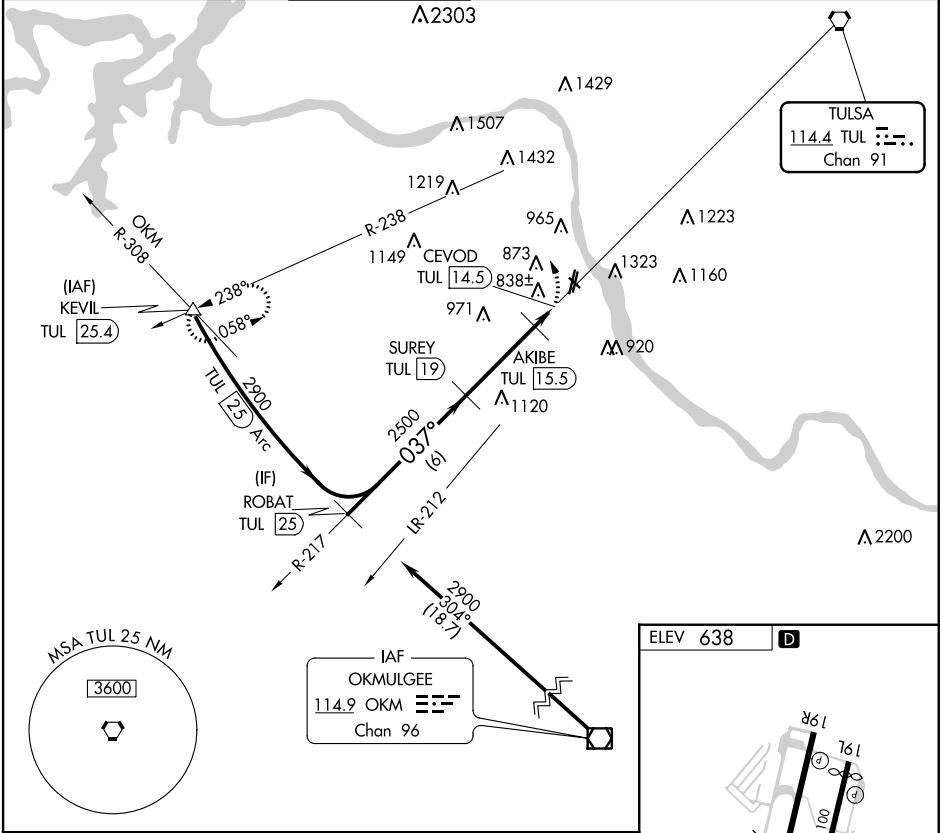 2303
1429
1507
1432
1219
R-238
965
1223
1149
873
CEVOD
TUL 14.5
838±
1323
1160
971
920
TULSA
114.4 TUL
Chan 91
OKM
R-308
(IAF)
KEVIL
TUL 25.4
238°
058°
SUREY
TUL 19
AKIBE
TUL 15.5
1120
2900
TUL 25 Arc
2500
037°
(6)
(IF)
ROBAT
TUL 25
R-217
LR-212
2200
2900
304°
(18.7)
MSA TUL 25 NM
3600
IAF
OKMULGEE
114.9 OKM
Chan 96
ELEV 638 D
19R
19L
P
P
100